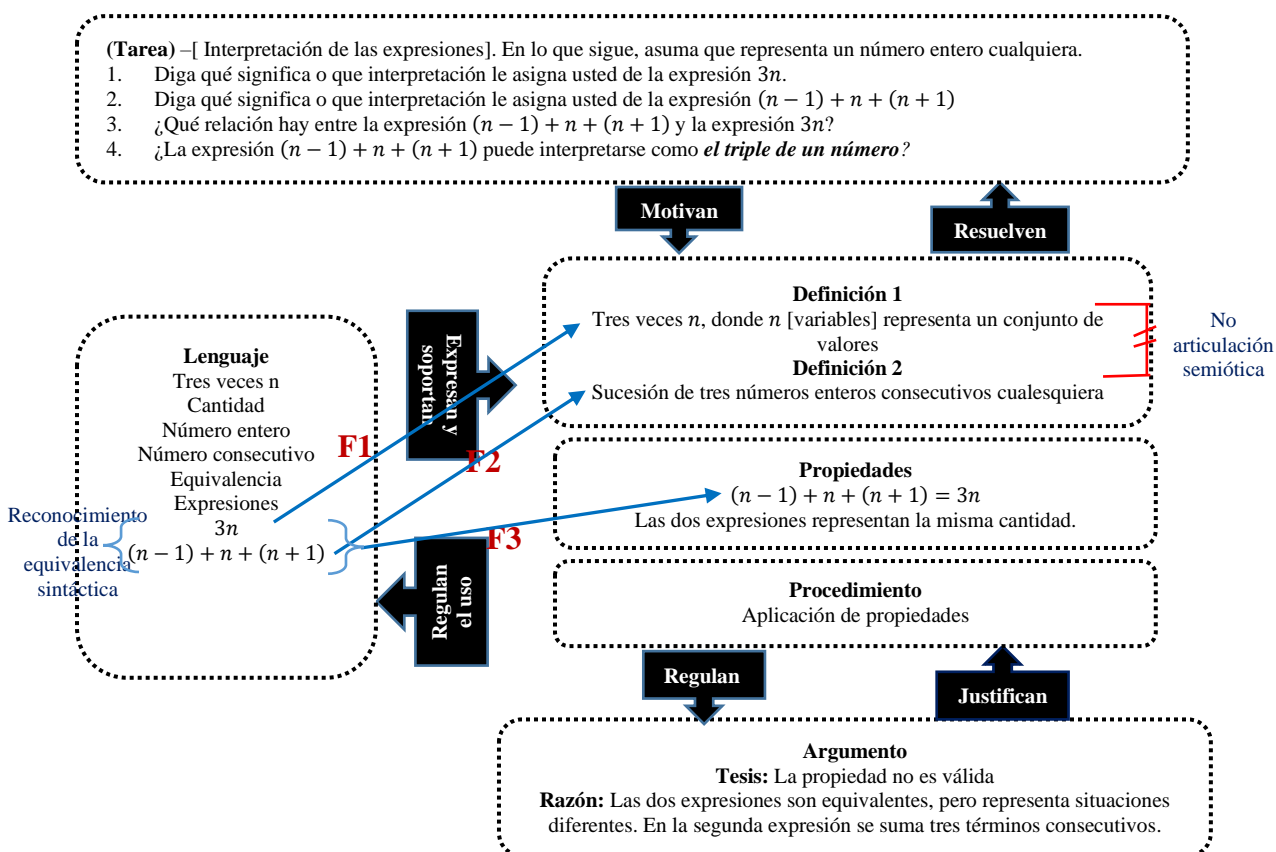 (Tarea) –[ Interpretación de las expresiones]. En lo que sigue, asuma que representa un número entero cualquiera.
1. Diga qué significa o que interpretación le asigna usted de la expresión 3𝑛.
2. Diga qué significa o que interpretación le asigna usted de la expresión (𝑛 − 1) + 𝑛 + (𝑛 + 1)
3. ¿Qué relación hay entre la expresión (𝑛 − 1) + 𝑛 + (𝑛 + 1) y la expresión 3𝑛?
4. ¿La expresión (𝑛 − 1) + 𝑛 + (𝑛 + 1) puede interpretarse como el triple de un número?
Motivan
Resuelven
Lenguaje
Tres veces n
Cantidad
Número entero
Número consecutivo
Equivalencia
Expresiones
3𝑛
(𝑛 − 1) + 𝑛 + (𝑛 + 1)
Reconocimiento
de la
equivalencia
sintáctica
Expresan y
soportan
F1
F2
F3
Regulan
el uso
Definición 1
Tres veces 𝑛, donde 𝑛 [variables] representa un conjunto de
valores
Definición 2
Sucesión de tres números enteros consecutivos cualesquiera
No
articulación
semiótica
Propiedades
(𝑛 − 1) + 𝑛 + (𝑛 + 1) = 3𝑛
Las dos expresiones representan la misma cantidad.
Procedimiento
Aplicación de propiedades
Regulan
Justifican
Argumento
Tesis: La propiedad no es válida
Razón: Las dos expresiones son equivalentes, pero representa situaciones
diferentes. En la segunda expresión se suma tres términos consecutivos.